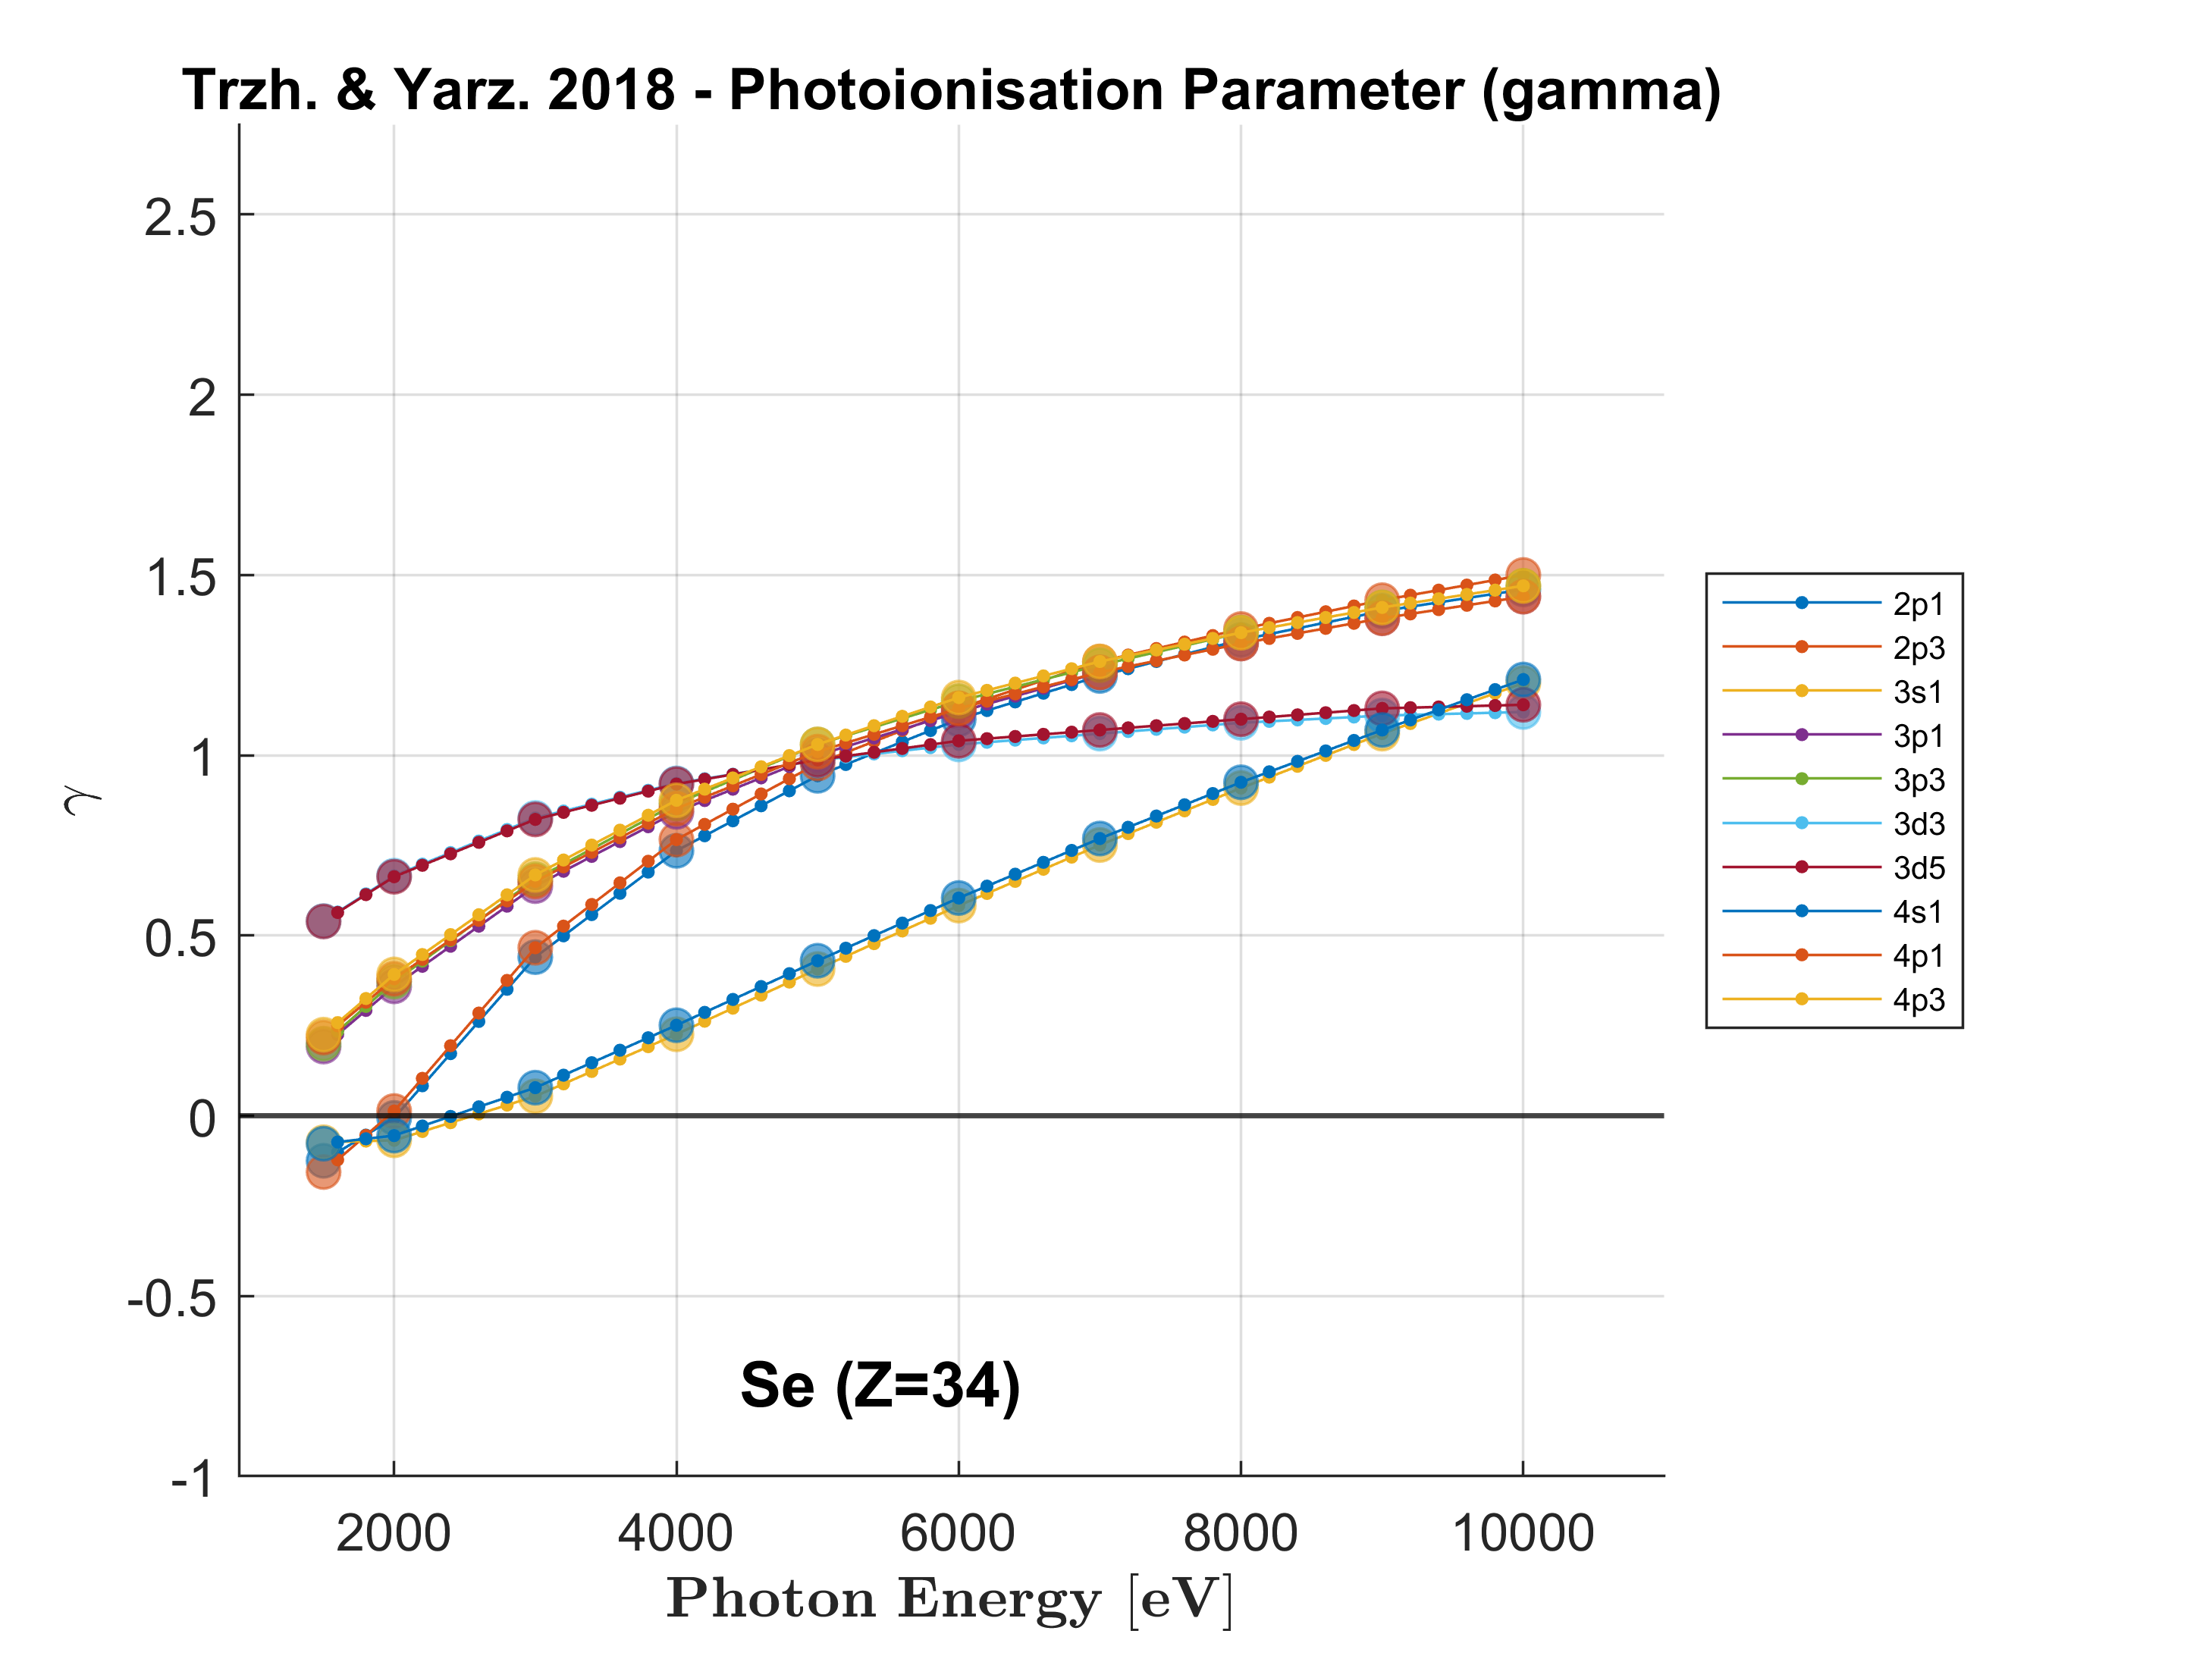 Trzh. & Yarz. 2018 - Photoionisation Parameter (gamma)
2.5
2
1.5
1
0.5
0
-0.5
-1
γ
2p1
2p3
3s1
3p1
3p3
3d3
3d5
4s1
4p1
4p3
Se (Z=34)
2000 4000 6000 8000 10000
Photon Energy [eV]